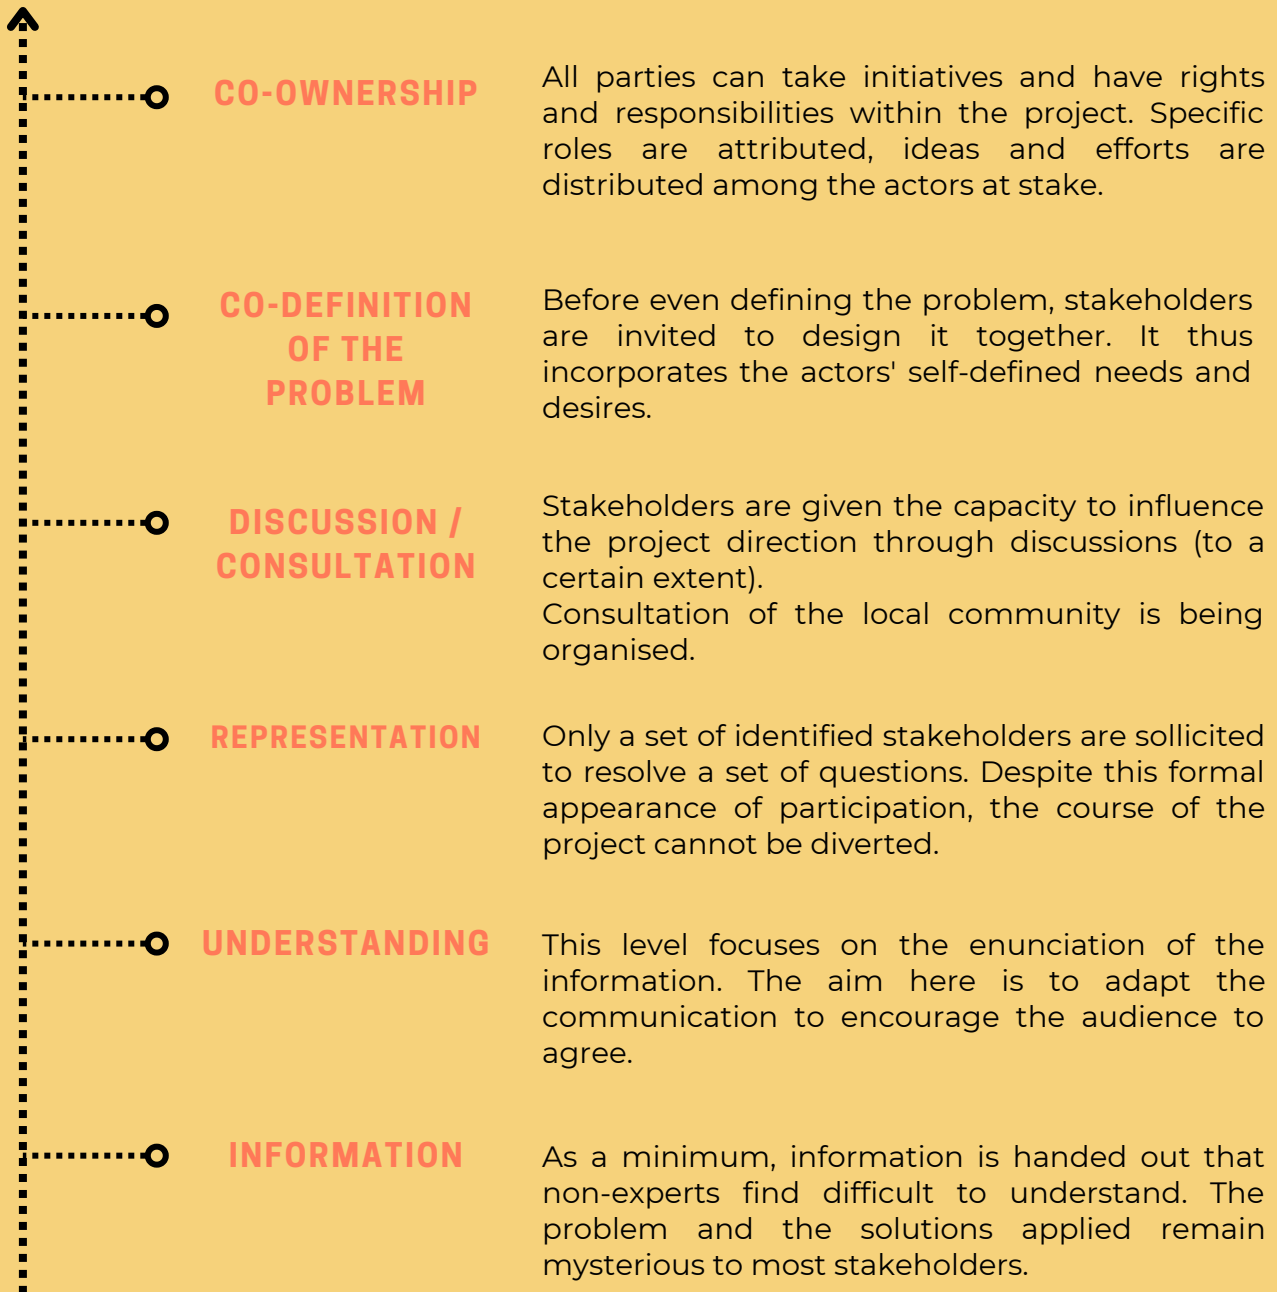 CO-OWNERSHIP
All parties can take initiatives and have rights
and responsibilities within the project. Specific
roles are attributed, ideas and efforts are
distributed among the actors at stake.
CO-DEFINITION
OF THE
PROBLEM
Before even defining the problem, stakeholders
are invited to design it together. It thus
incorporates the actors' self-defined needs and
desires.
DISCUSSION /
CONSULTATION
Stakeholders are given the capacity to influence
the project direction through discussions (to a
certain extent).
Consultation of the local community is being
organised.
REPRESENTATION
Only a set of identified stakeholders are sollicited
to resolve a set of questions. Despite this formal
appearance of participation, the course of the
project cannot be diverted.
UNDERSTANDING
This level focuses on the enunciation of the
information. The aim here is to adapt the
communication to encourage the audience to
agree.
INFORMATION
As a minimum, information is handed out that
non-experts find difficult to understand. The
problem and the solutions applied remain
mysterious to most stakeholders.